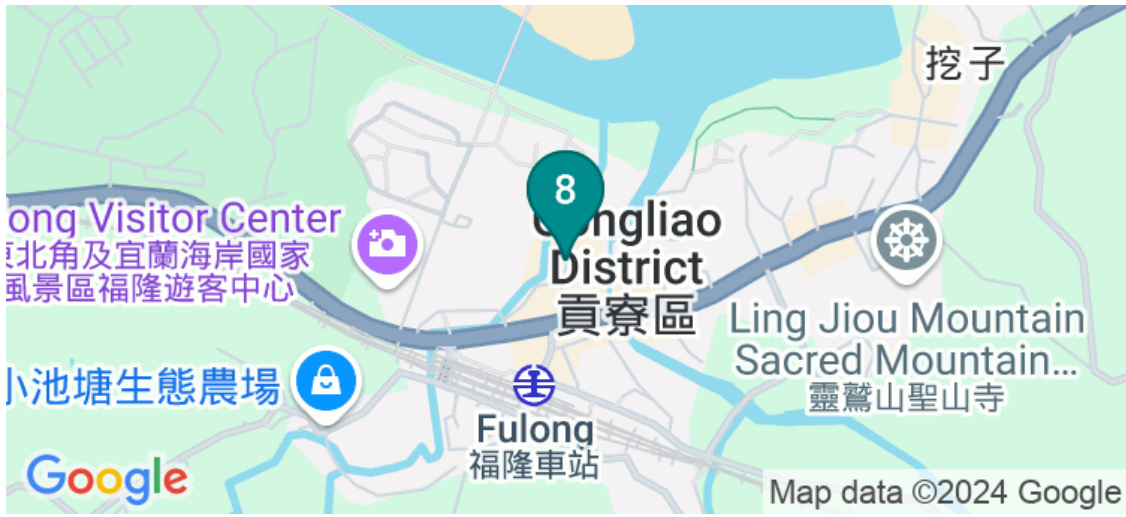 挖子
8
ong Visitor Center
東北角及宜蘭海岸國家
風景區福隆遊客中心
Gongliao
District
貢寮區
Ling Jiou Mountain
Sacred Mountain...
靈鷲山聖山寺
小池塘生態農場
Fulong
福隆車站
Google
Map data ©2024 Google